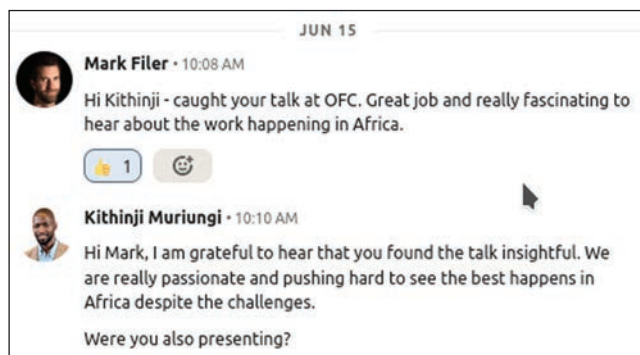 JUN 15
Mark Filer • 10:08 AM
Hi Kithinji - caught your talk at OFC. Great job and really fascinating to
hear about the work happening in Africa.
👍 1
Kithinji Muriungi • 10:10 AM
Hi Mark, I am grateful to hear that you found the talk insightful. We
are really passionate and pushing hard to see the best happens in
Africa despite the challenges.
Were you also presenting?